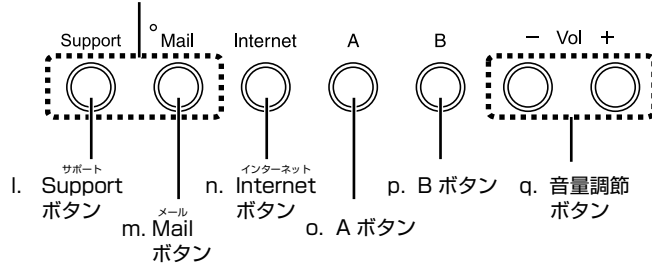 Support Mail Internet A B − Vol +
サポート
l. Support
ボタン
メール
m. Mail
ボタン
インターネット
n. Internet
ボタン
o. A ボタン
p. B ボタン
q. 音量調節
ボタン